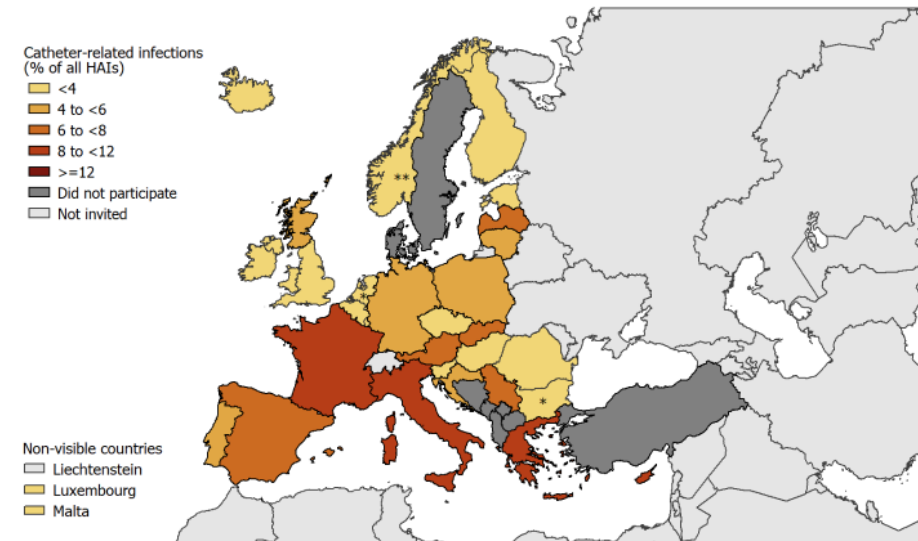 Catheter-related infections
(% of all HAIs)
<4
4 to <6
6 to <8
8 to <12
>=12
Did not participate
Not invited
**
*
*
*
Non-visible countries
Liechtenstein
Luxembourg
Malta